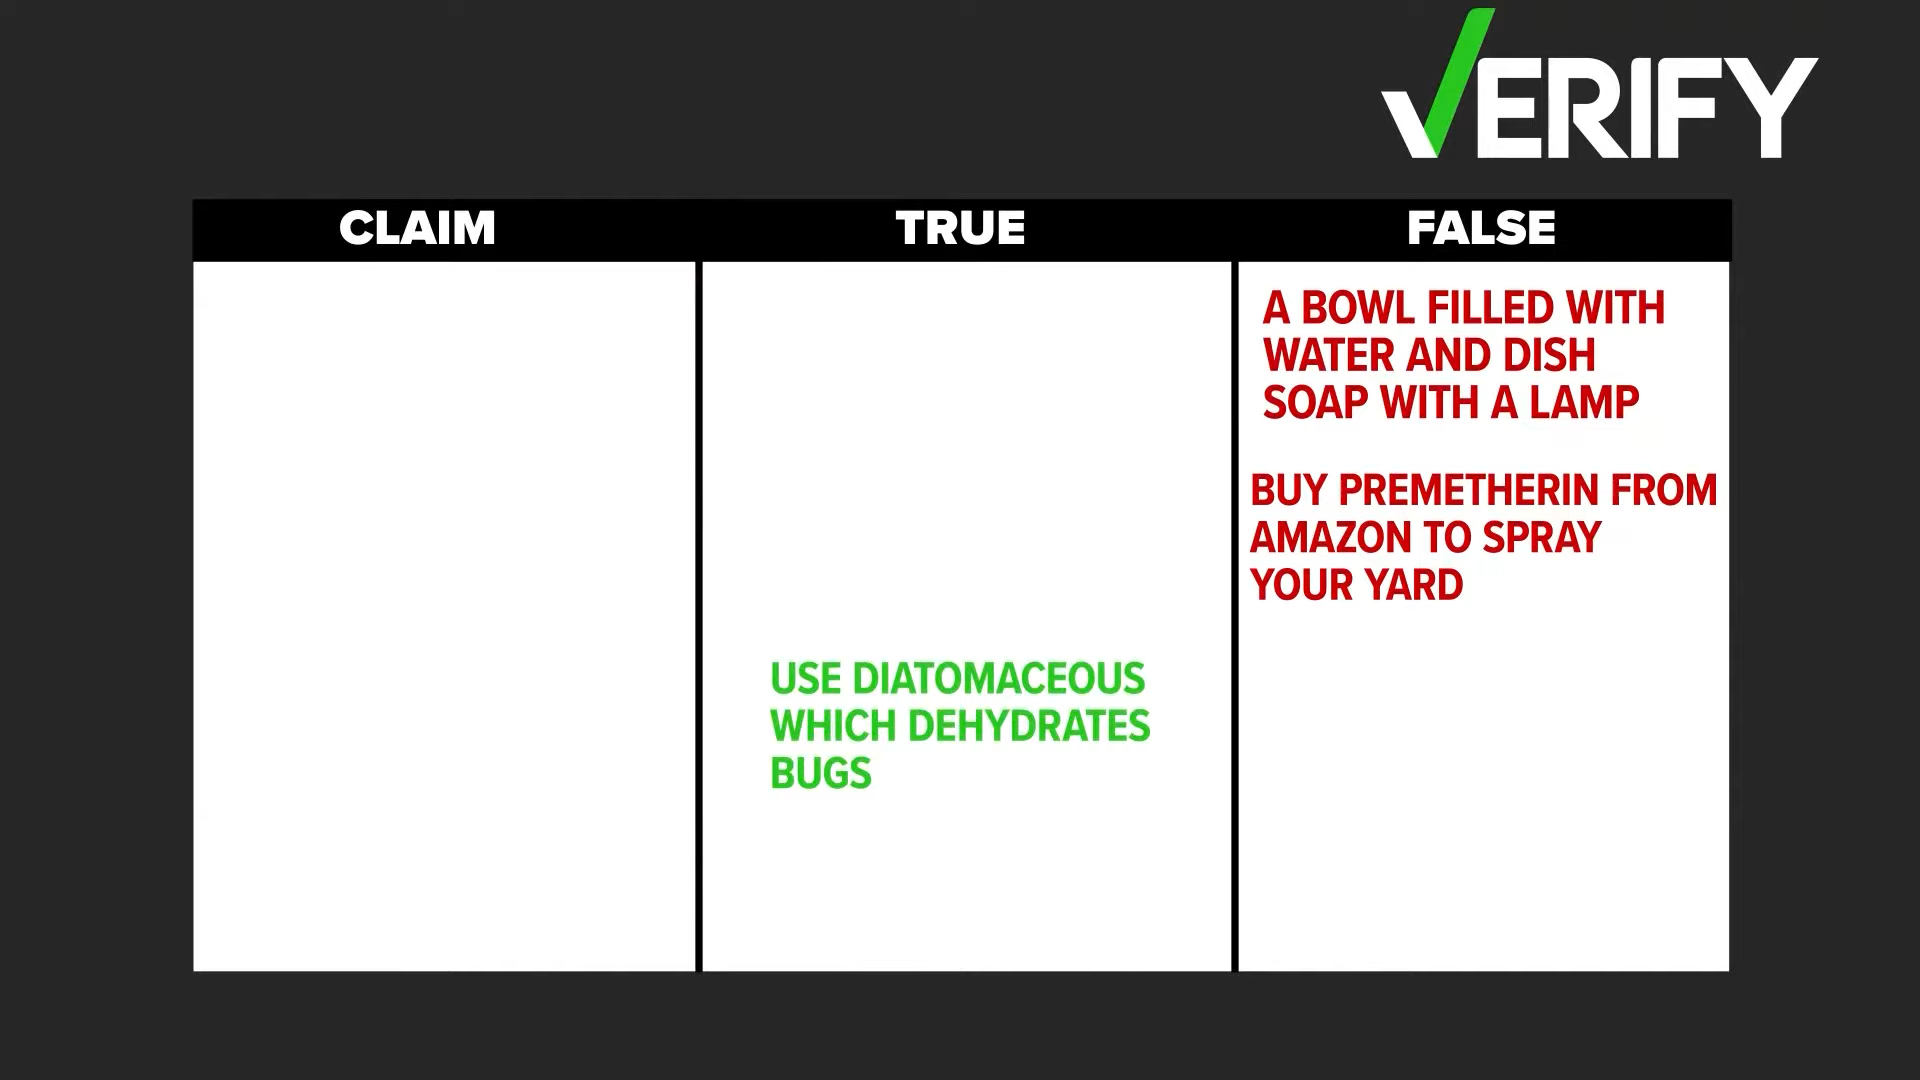 VERIFY
CLAIM TRUE FALSE
A BOWL FILLED WITH
WATER AND DISH
SOAP WITH A LAMP
BUY PREMETHERIN FROM
AMAZON TO SPRAY
YOUR YARD
USE DIATOMACEOUS
WHICH DEHYDRATES
BUGS